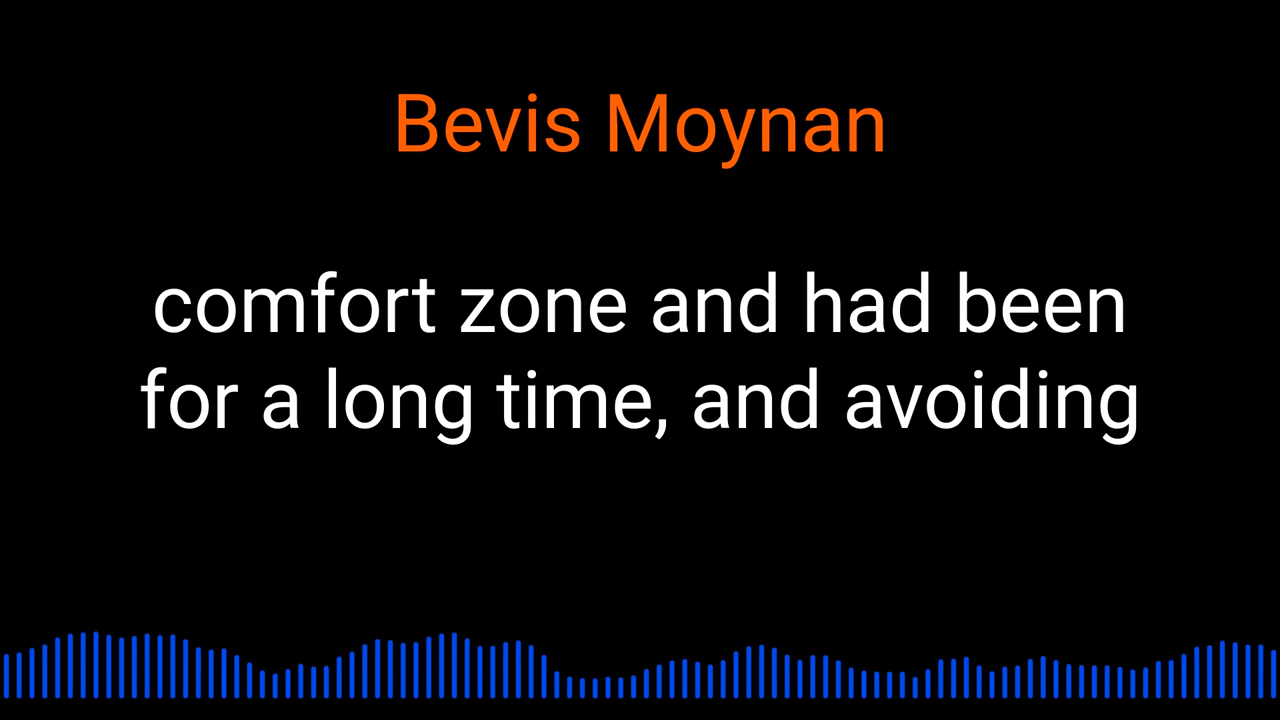 Bevis Moynan
comfort zone and had been
for a long time, and avoiding